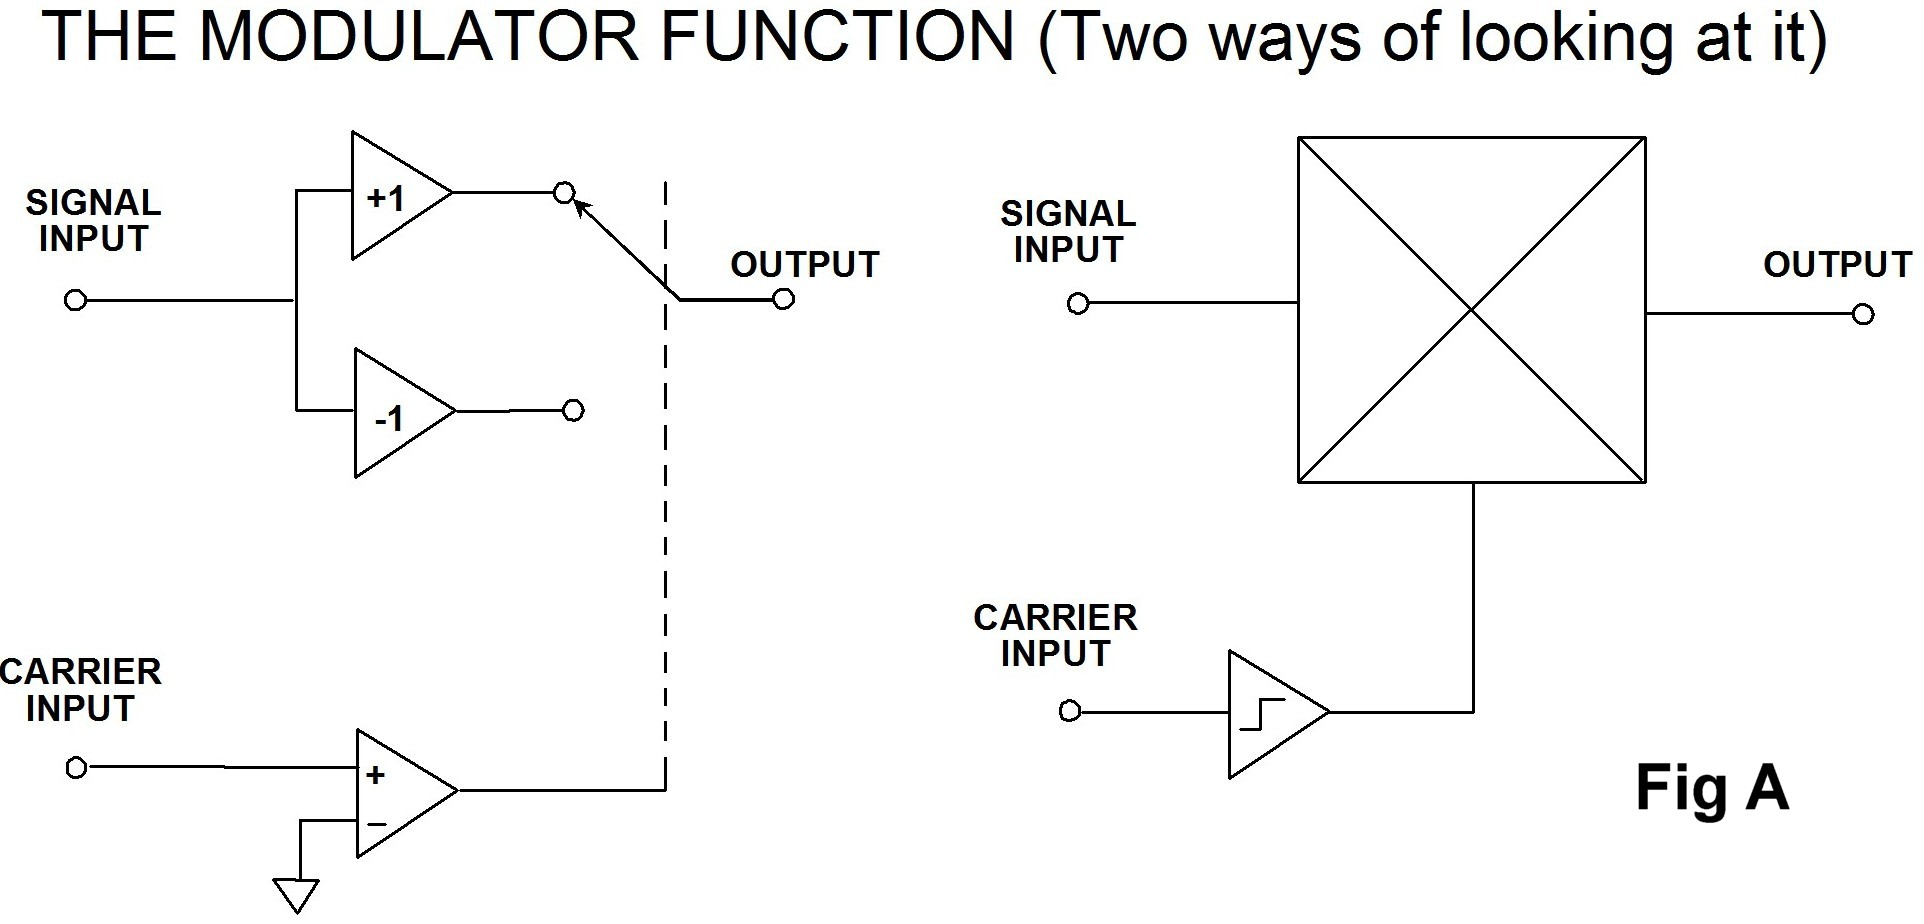 THE MODULATOR FUNCTION (Two ways of looking at it)
SIGNAL
INPUT
+1
-1
OUTPUT
CARRIER
INPUT
+
–
SIGNAL
INPUT
OUTPUT
CARRIER
INPUT
Fig A